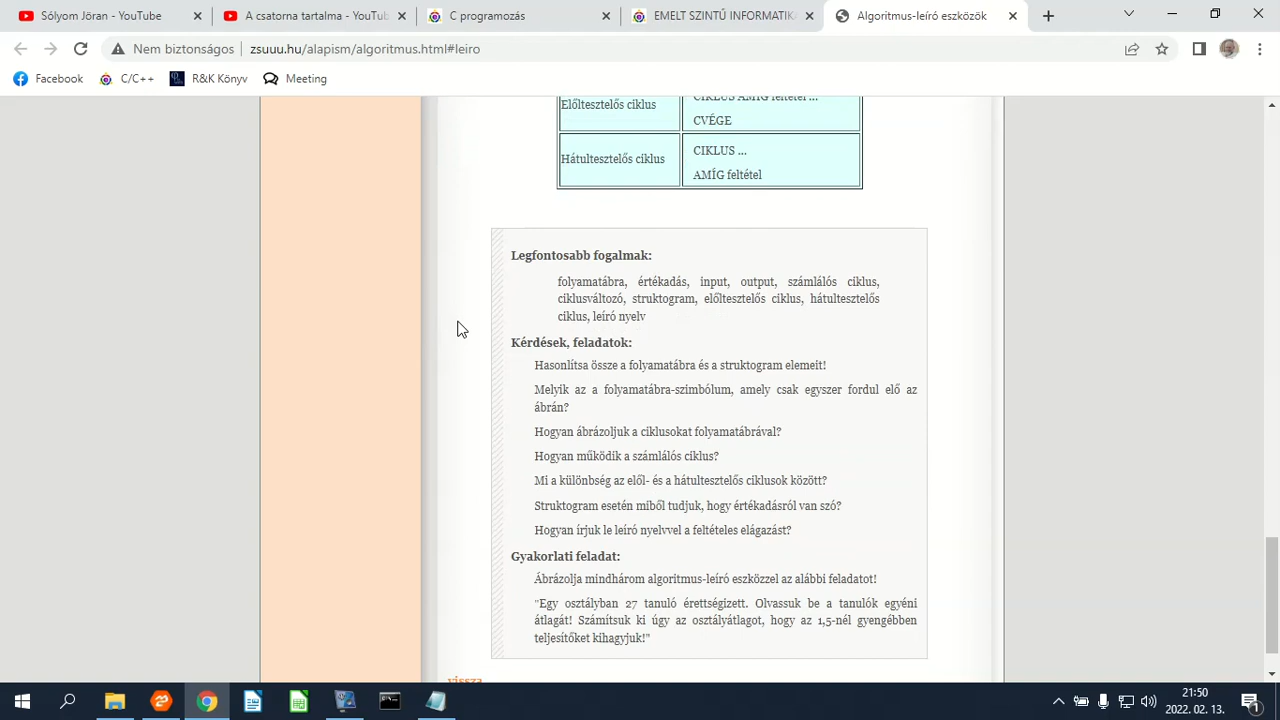 Sólyom Jöran - YouTube
A csatorna tartalma - YouTub
C programozás
EMELT SZINTŰ INFORMATIK
Algoritmus-leíró eszközök
Nem biztonságos
zsuuu.hu/alapism/algoritmus.html#leiro
Facebook
C/C++
R&K Könyv
Meeting
Előltesztelős ciklus
CIKLUS AMÍG feltétel ...
CVÉGE
Hátultesztelős ciklus
CIKLUS ...
AMÍG feltétel
Legfontosabb fogalmak:
folyamatábra, értékadás, input, output, számlálós ciklus,
ciklusváltozó, struktogram, előltesztelős ciklus, hátultesztelős
ciklus, leíró nyelv
Kérdések, feladatok:
Hasonlítsa össze a folyamatábra és a struktogram elemeit!
Melyik az a folyamatábra-szimbólum, amely csak egyszer fordul elő az
ábrán?
Hogyan ábrázoljuk a ciklusokat folyamatábrával?
Hogyan működik a számlálós ciklus?
Mi a különbség az elől- és a hátultesztelős ciklusok között?
Struktogram esetén miből tudjuk, hogy értékadásról van szó?
Hogyan írjuk le leíró nyelvvel a feltételes elágazást?
Gyakorlati feladat:
Ábrázolja mindhárom algoritmus-leíró eszközzel az alábbi feladatot!
"Egy osztályban 27 tanuló érettségizett. Olvassuk be a tanulók egyéni
átlagát! Számítsuk ki úgy az osztályátlagot, hogy az 1,5-nél gyengébben
teljesítőket kihagyjuk!"
vissza
21:50
2022. 02. 13.
1